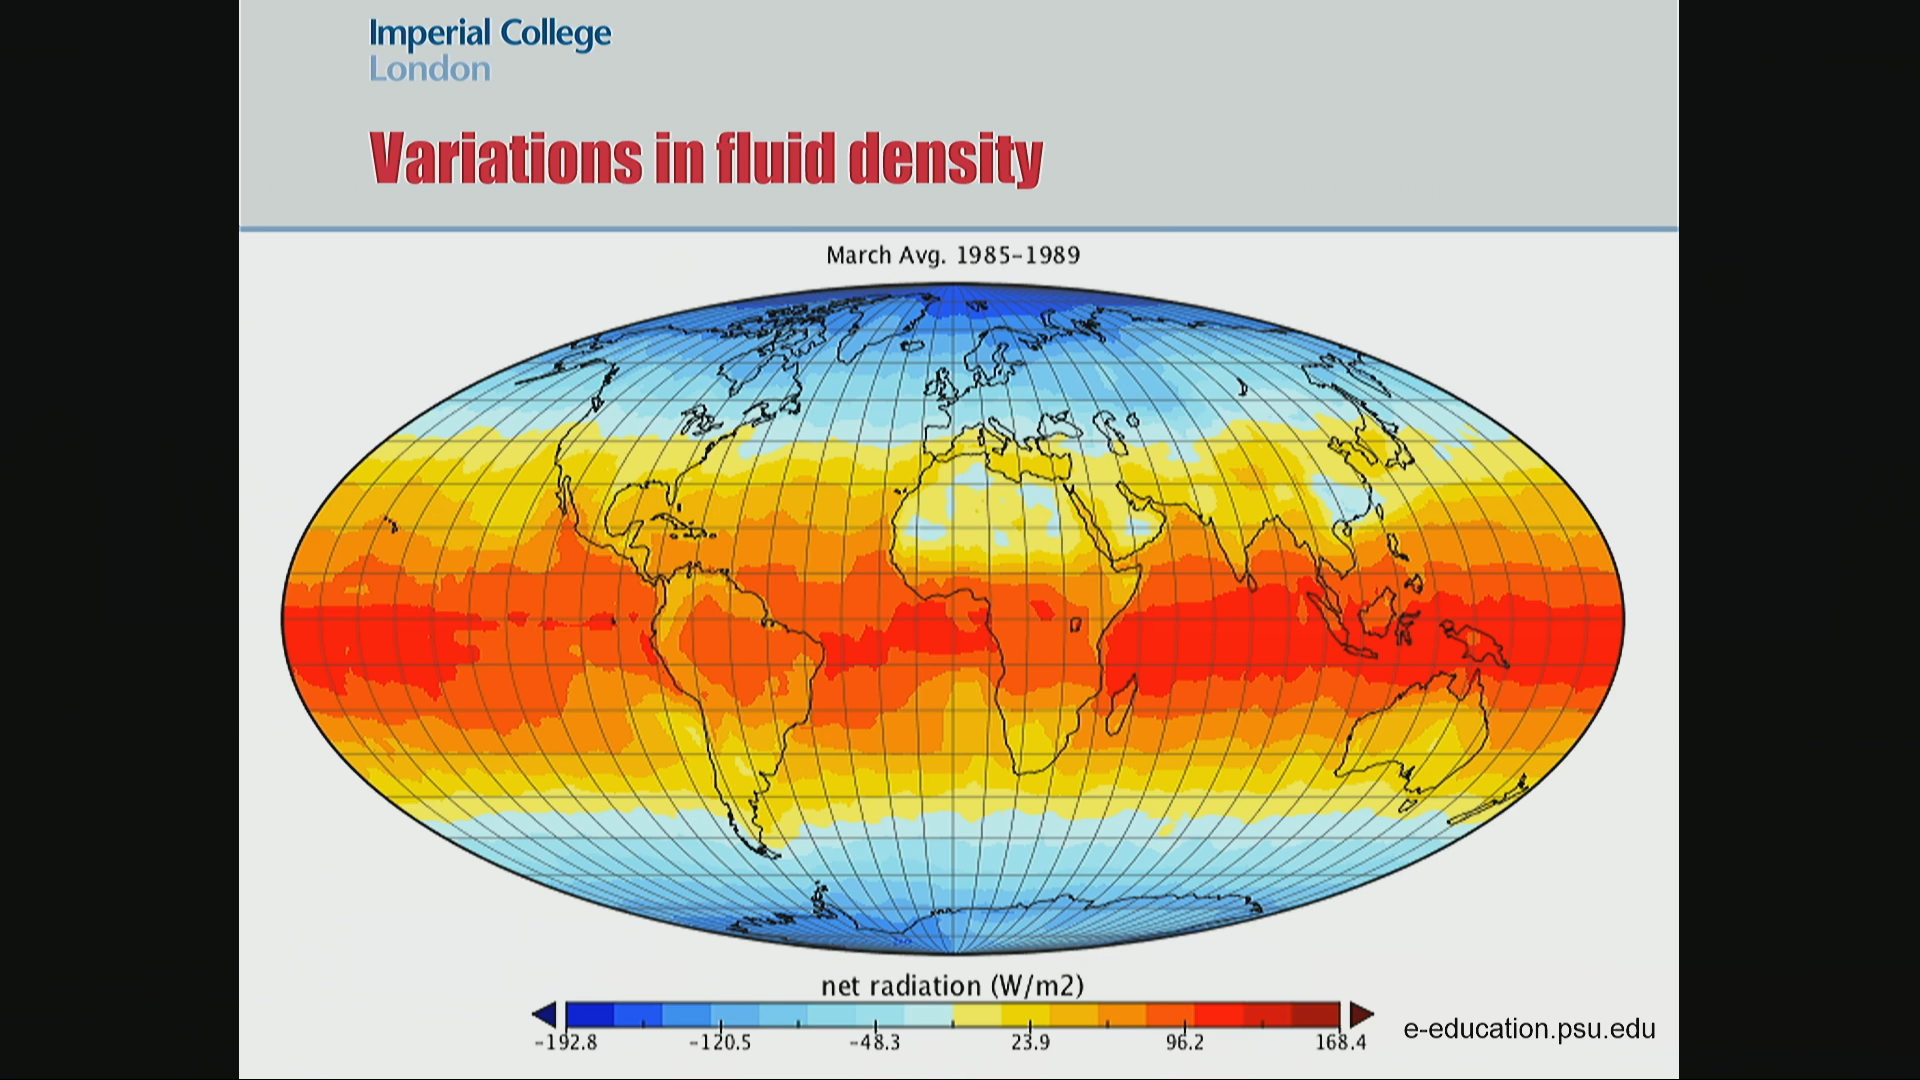 Imperial College
London
Variations in fluid density
March Avg. 1985–1989
net radiation (W/m2)
-192.8 -120.5 -48.3 23.9 96.2 168.4
e-education.psu.edu